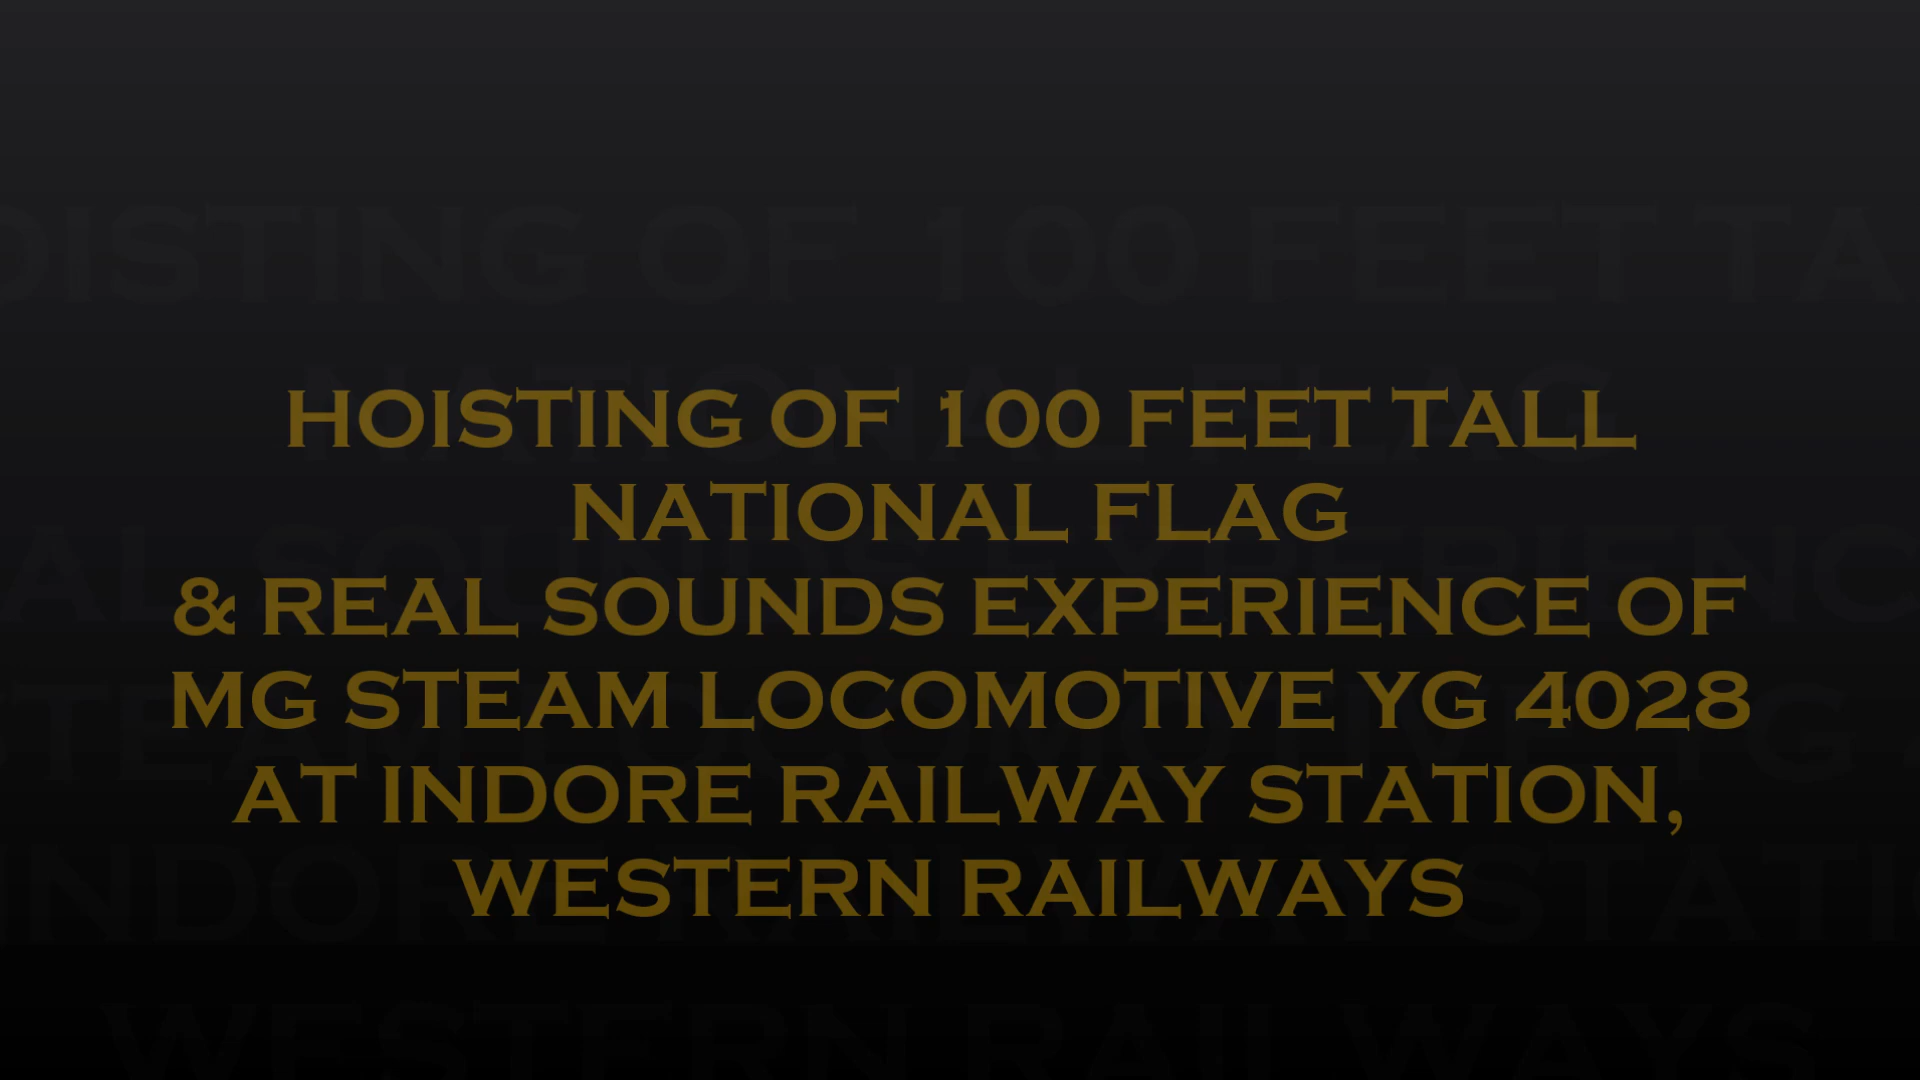 HOISTING OF 100 FEET TALL
NATIONAL FLAG
& REAL SOUNDS EXPERIENCE OF
MG STEAM LOCOMOTIVE YG 4028
AT INDORE RAILWAY STATION,
WESTERN RAILWAYS